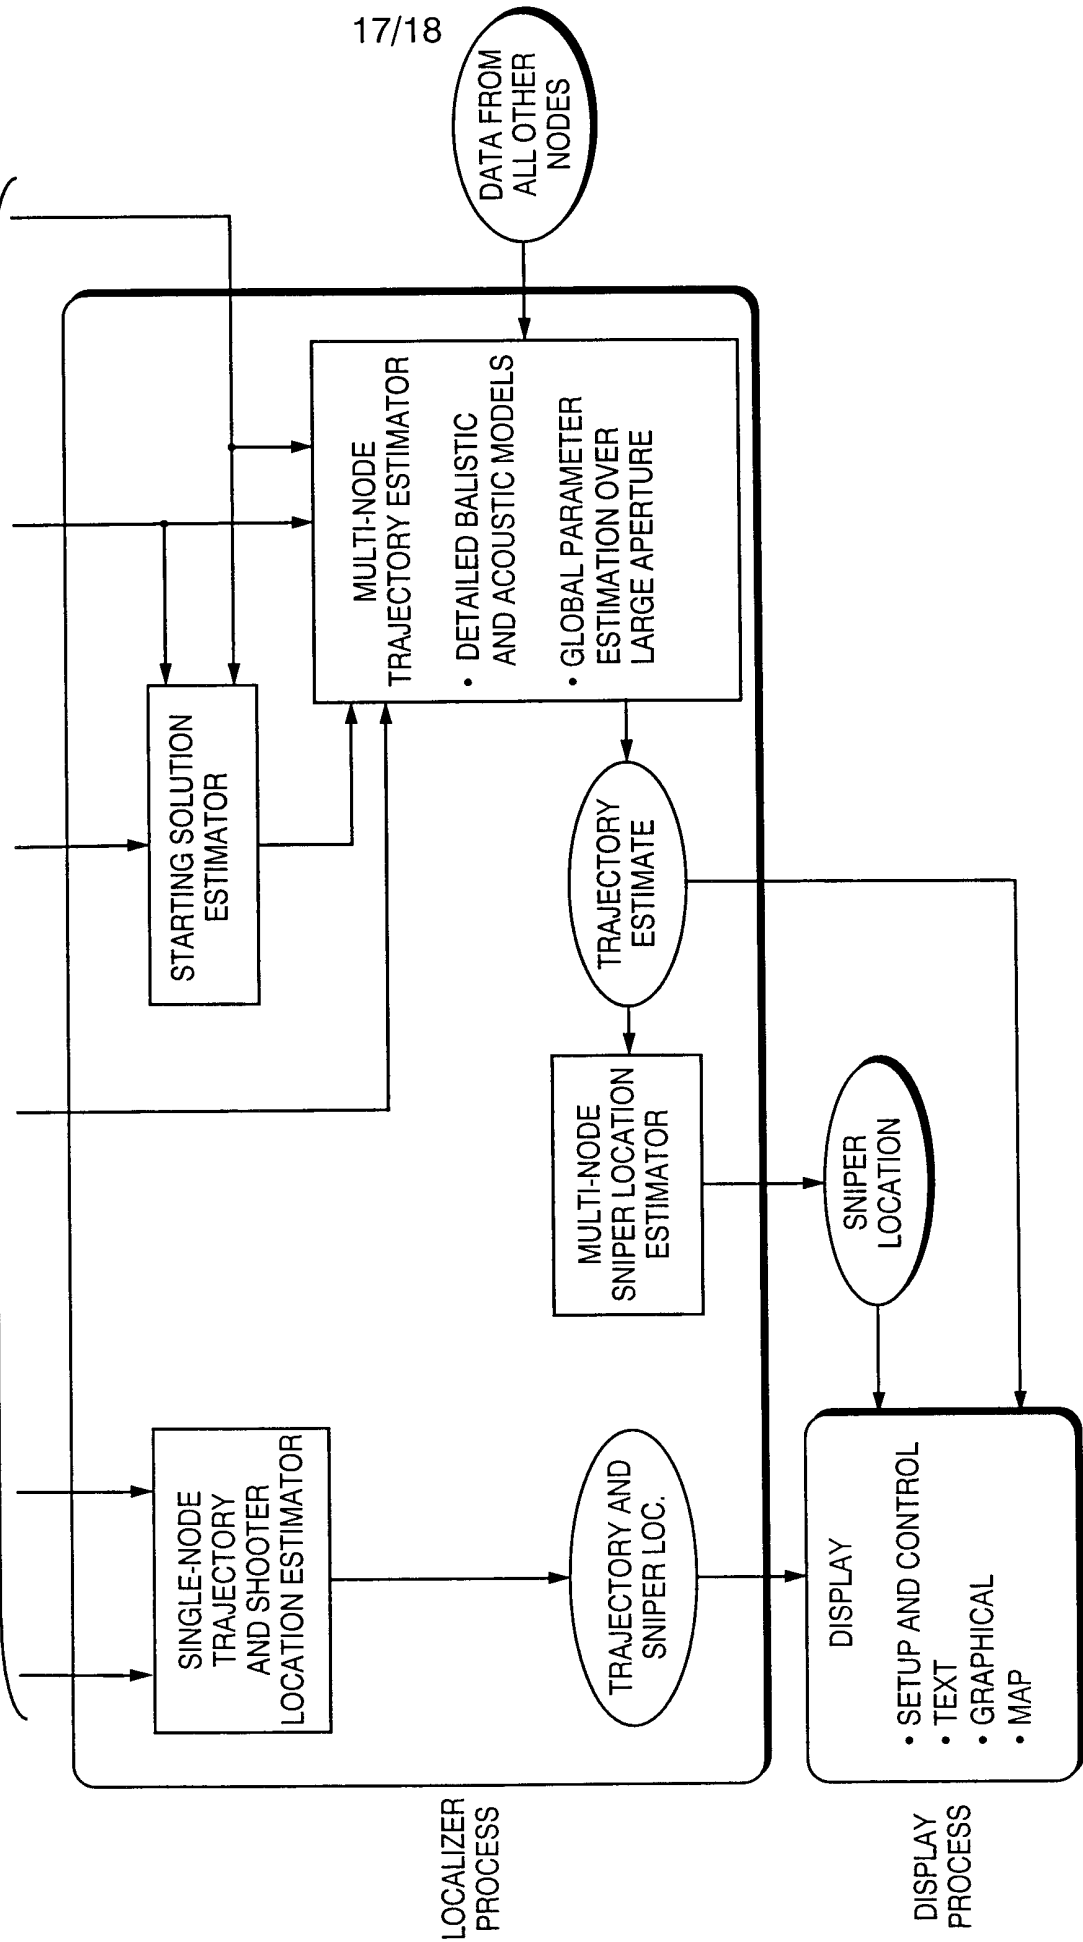 17/18
LOCALIZER
PROCESS
SINGLE-NODE
TRAJECTORY
AND SHOOTER
LOCATION ESTIMATOR
STARTING SOLUTION
ESTIMATOR
MULTI-NODE
TRAJECTORY ESTIMATOR
• DETAILED BALISTIC
AND ACOUSTIC MODELS
• GLOBAL PARAMETER
ESTIMATION OVER
LARGE APERTURE
DATA FROM
ALL OTHER
NODES
TRAJECTORY AND
SNIPER LOC.
MULTI-NODE
SNIPER LOCATION
ESTIMATOR
TRAJECTORY
ESTIMATE
SNIPER
LOCATION
DISPLAY
PROCESS
DISPLAY
• SETUP AND CONTROL
• TEXT
• GRAPHICAL
• MAP